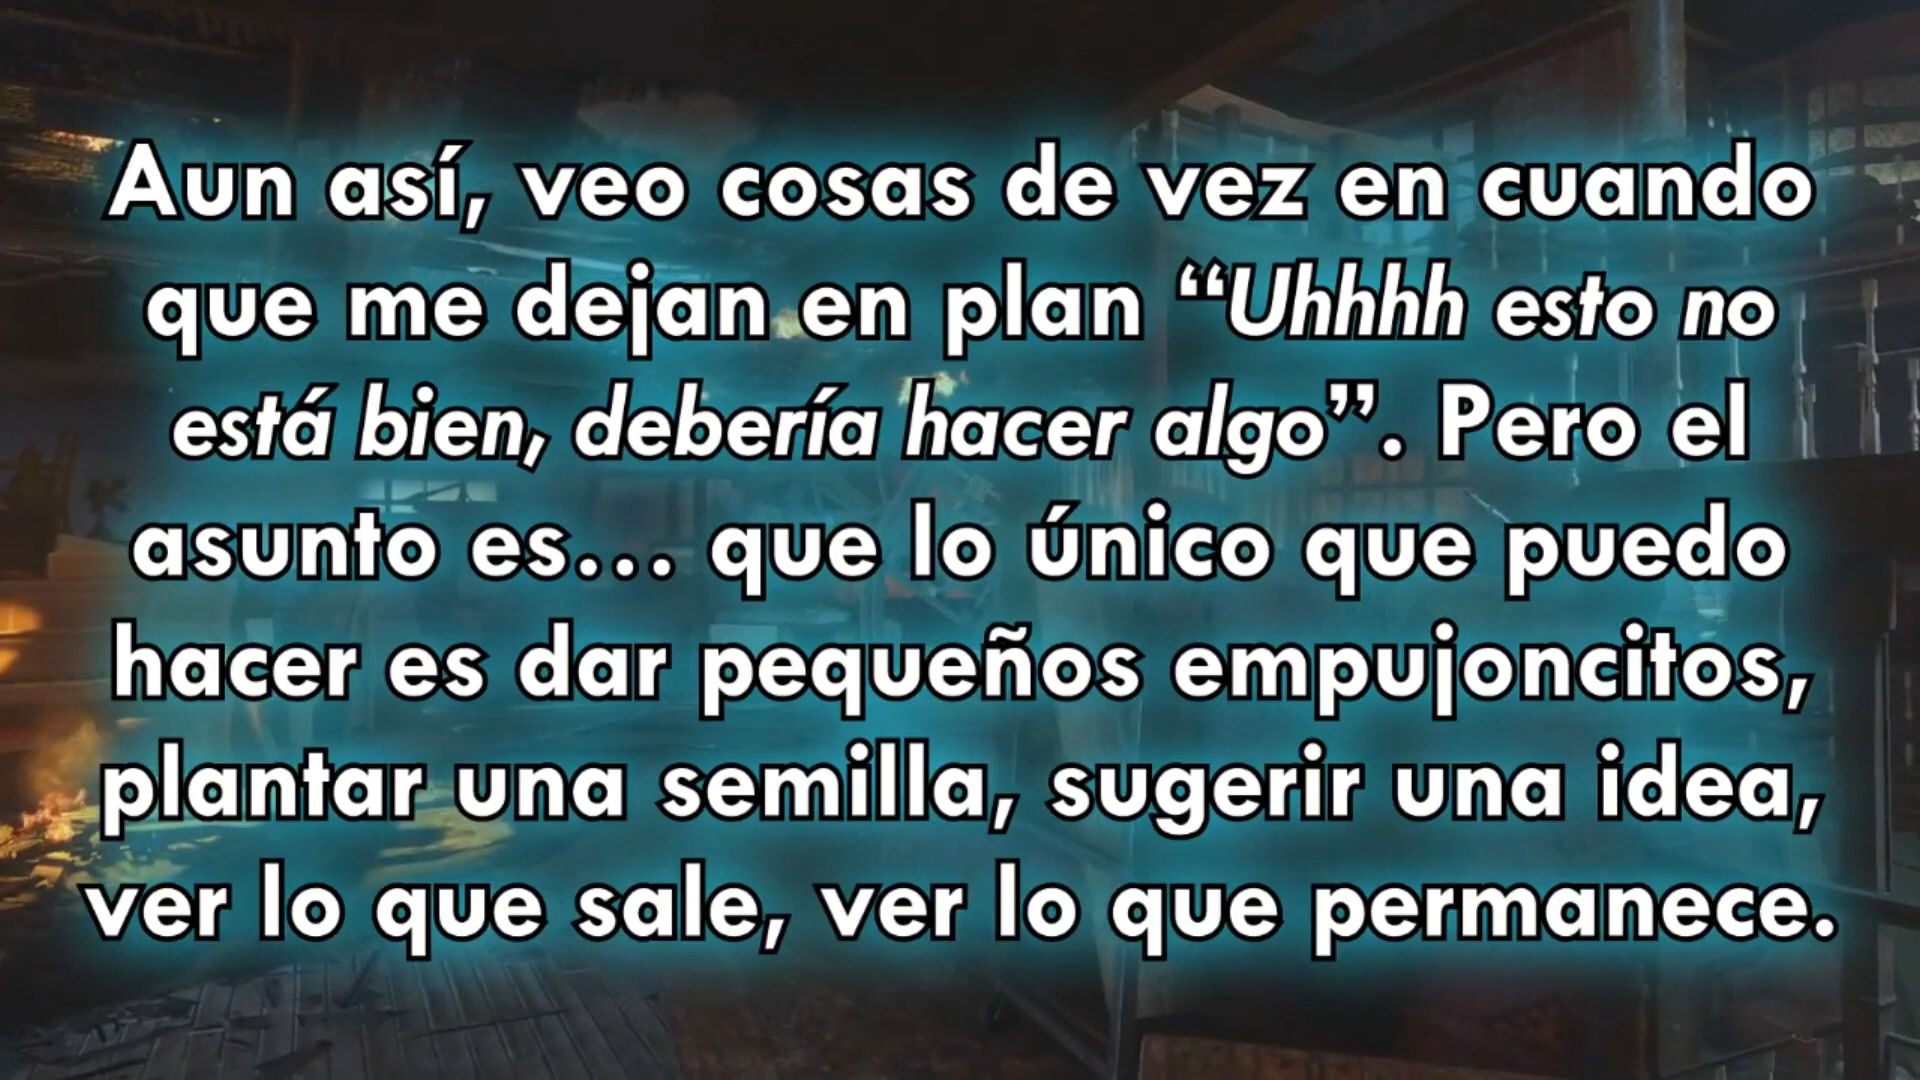 Aun así, veo cosas de vez en cuando
que me dejan en plan “Uhhhh esto no
está bien, debería hacer algo”. Pero el
asunto es... que lo único que puedo
hacer es dar pequeños empujoncitos,
plantar una semilla, sugerir una idea,
ver lo que sale, ver lo que permanece.